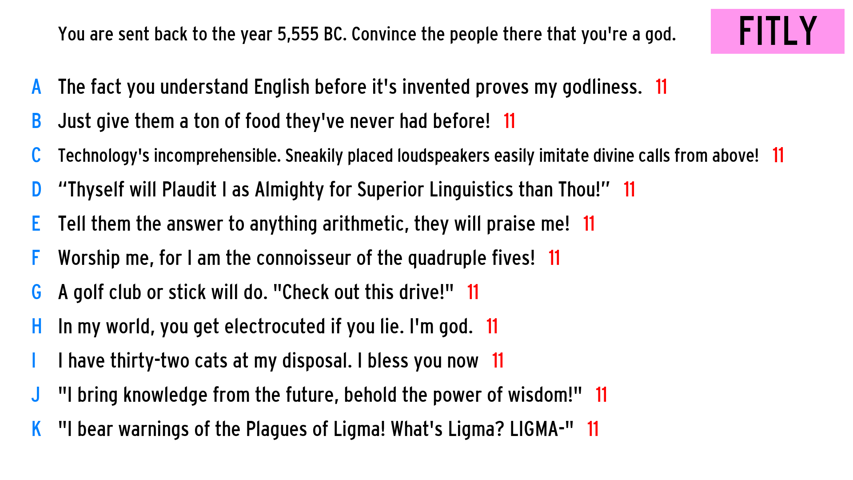 You are sent back to the year 5,555 BC. Convince the people there that you're a god.
FITLY
A The fact you understand English before it's invented proves my godliness. 11
B Just give them a ton of food they've never had before! 11
C Technology's incomprehensible. Sneakily placed loudspeakers easily imitate divine calls from above! 11
D “Thyself will Plaudit I as Almighty for Superior Linguistics than Thou!” 11
E Tell them the answer to anything arithmetic, they will praise me! 11
F Worship me, for I am the connoisseur of the quadruple fives! 11
G A golf club or stick will do. "Check out this drive!" 11
H In my world, you get electrocuted if you lie. I'm god. 11
I I have thirty-two cats at my disposal. I bless you now 11
J "I bring knowledge from the future, behold the power of wisdom!" 11
K "I bear warnings of the Plagues of Ligma! What's Ligma? LIGMA-" 11